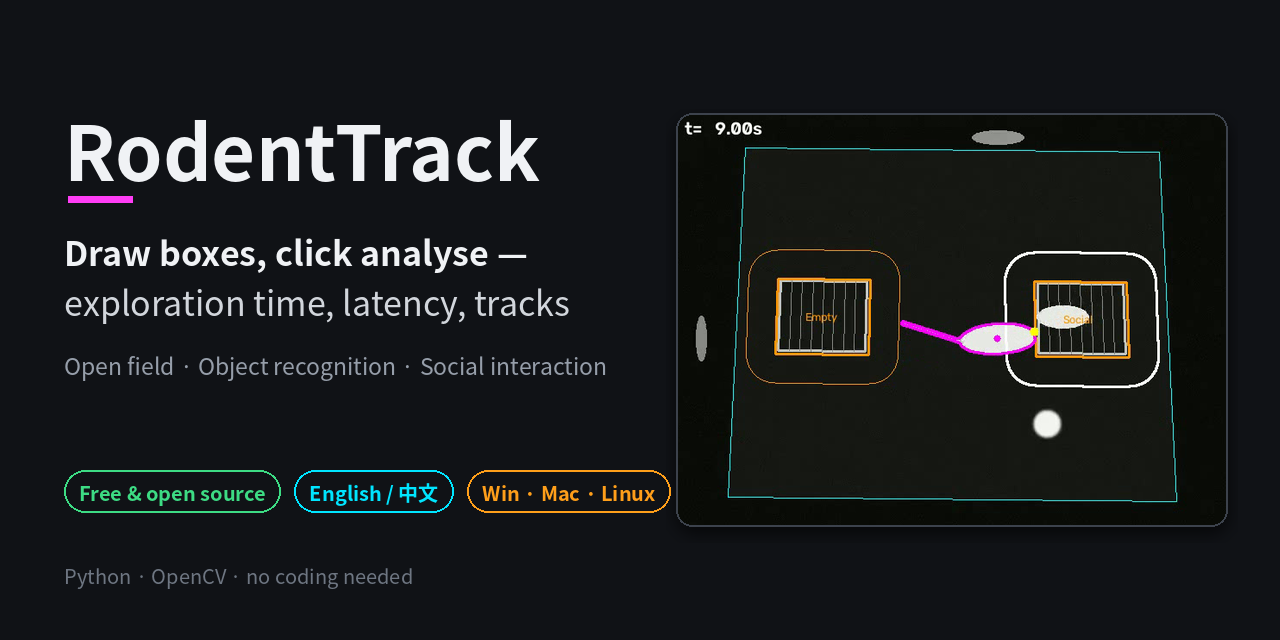 RodentTrack
Draw boxes, click analyse —
exploration time, latency, tracks
Open field · Object recognition · Social interaction
Free & open source
English / 中文
Win · Mac · Linux
Python · OpenCV · no coding needed
t= 9.00s
Empty
Social